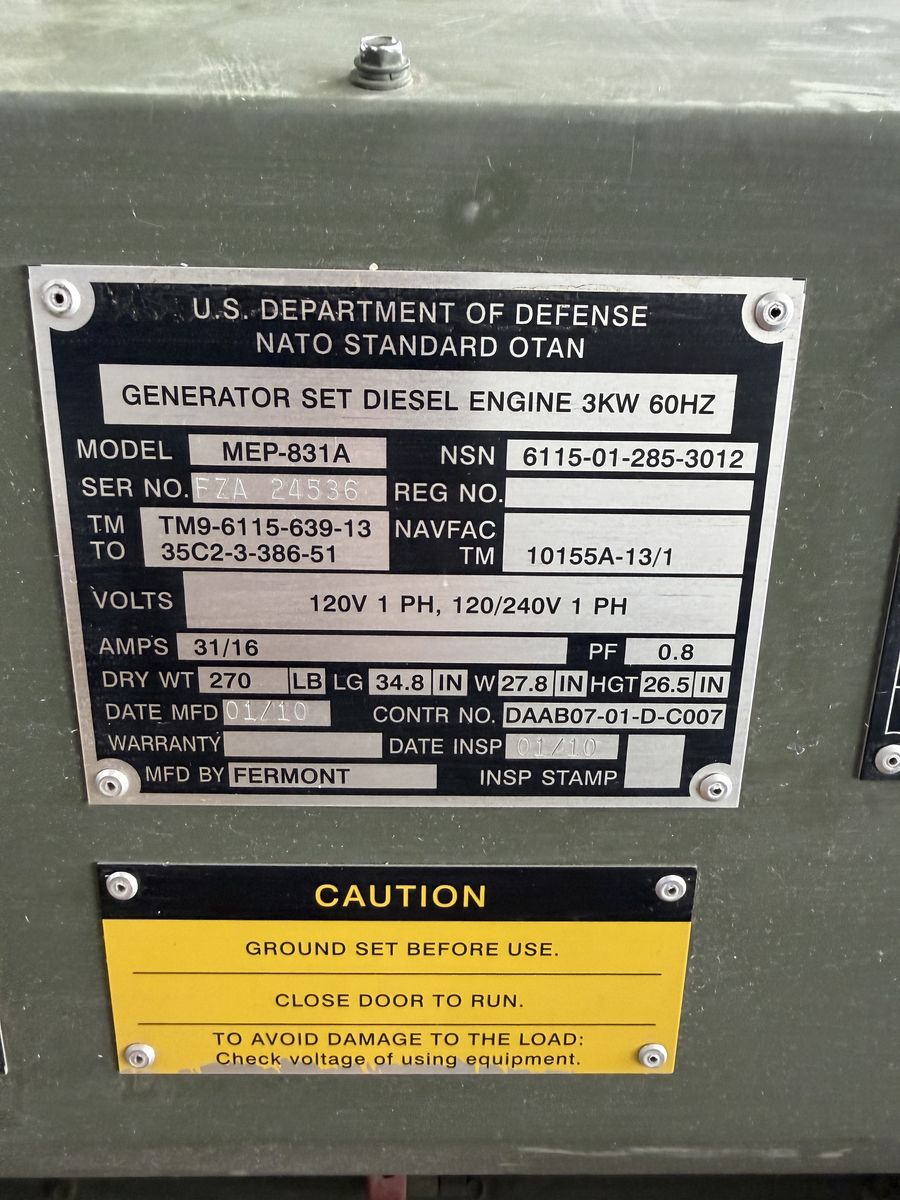 U.S. DEPARTMENT OF DEFENSE
NATO STANDARD OTAN
GENERATOR SET DIESEL ENGINE 3KW 60HZ
MODEL MEP-831A NSN 6115-01-285-3012
SER NO. FZA 24536 REG NO.
TM TM9-6115-639-13 NAVFAC
TO 35C2-3-386-51 TM 10155A-13/1
VOLTS 120V 1 PH, 120/240V 1 PH
AMPS 31/16 PF 0.8
DRY WT 270 LB LG 34.8 IN W 27.8 IN HGT 26.5 IN
DATE MFD 01/10 CONTR NO. DAAB07-01-D-C007
WARRANTY DATE INSP 01/10
MFD BY FERMONT INSP STAMP
CAUTION
GROUND SET BEFORE USE.
CLOSE DOOR TO RUN.
TO AVOID DAMAGE TO THE LOAD:
Check voltage of using equipment.